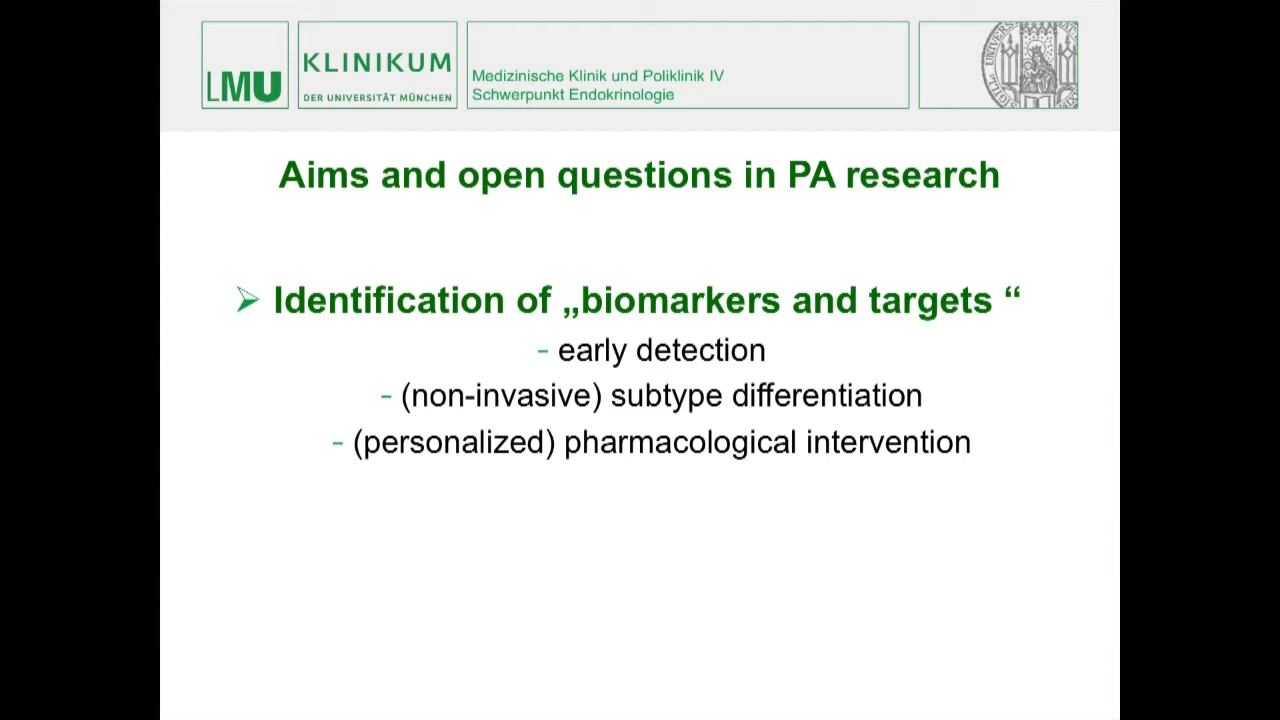 LMU
KLINIKUM
DER UNIVERSITÄT MÜNCHEN
Medizinische Klinik und Poliklinik IV
Schwerpunkt Endokrinologie
Aims and open questions in PA research
➢ Identification of „biomarkers and targets “
- early detection
- (non-invasive) subtype differentiation
- (personalized) pharmacological intervention